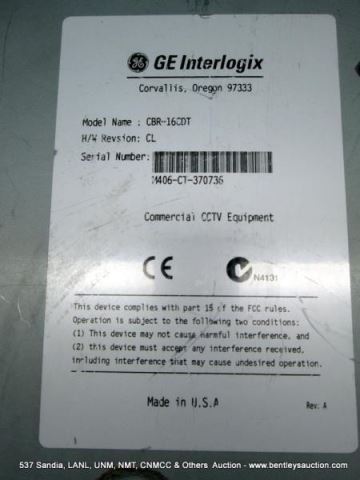 GE Interlogix
Corvallis, Oregon 97333
Model Name : CBR-16CDT
H/W Revsion: CL
Serial Number:
M406-CT-370736
Commercial CCTV Equipment
CE
N4131
This device complies with part 15 of the FCC rules.
Operation is subject to the following two conditions:
(1) This device may not cause harmful interference, and
(2) this device must accept any interference received,
including interference that may cause undesired operation.
Made in U.S.A
Rev: A
537 Sandia, LANL, UNM, NMT, CNMCC & Others Auction - www.bentleysauction.com